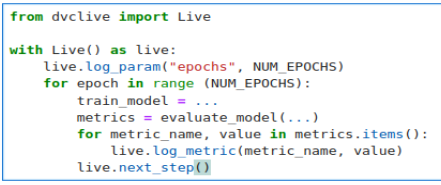 from dvclive import Live

with Live() as live:
    live.log_param("epochs", NUM_EPOCHS)
    for epoch in range (NUM_EPOCHS):
        train_model = ...
        metrics = evaluate_model(...)
        for metric_name, value in metrics.items():
            live.log_metric(metric_name, value)
        live.next_step()